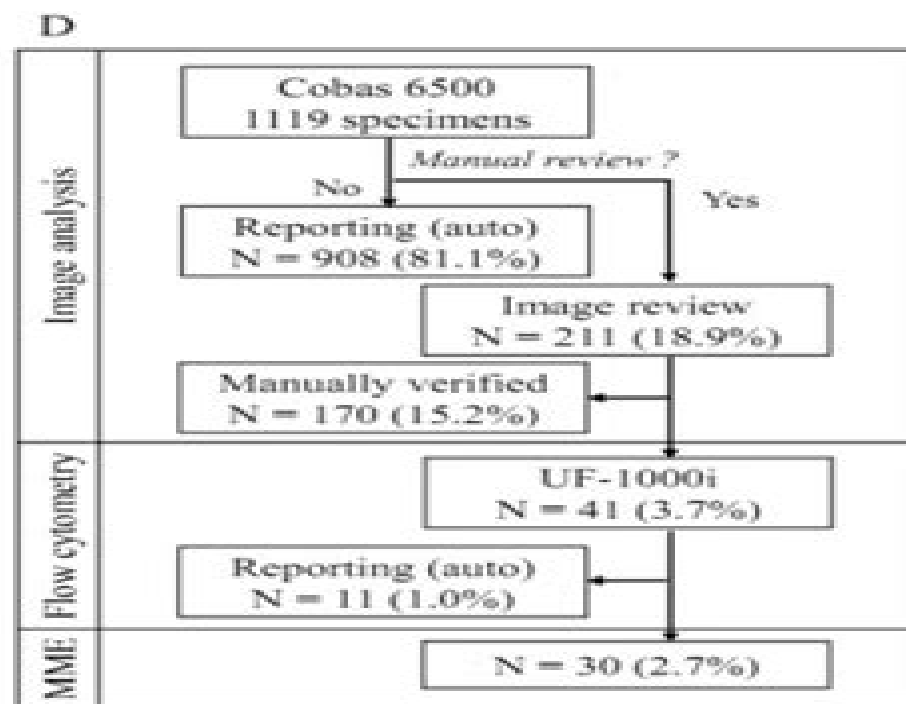 D
Image analysis
Cobas 6500
1119 specimens
Manual review ?
No
Yes
Reporting (auto)
N = 908 (81.1%)
Image review
N = 211 (18.9%)
Manually verified
N = 170 (15.2%)
Flow cytometry
UF-1000i
N = 41 (3.7%)
Reporting (auto)
N = 11 (1.0%)
MME
N = 30 (2.7%)